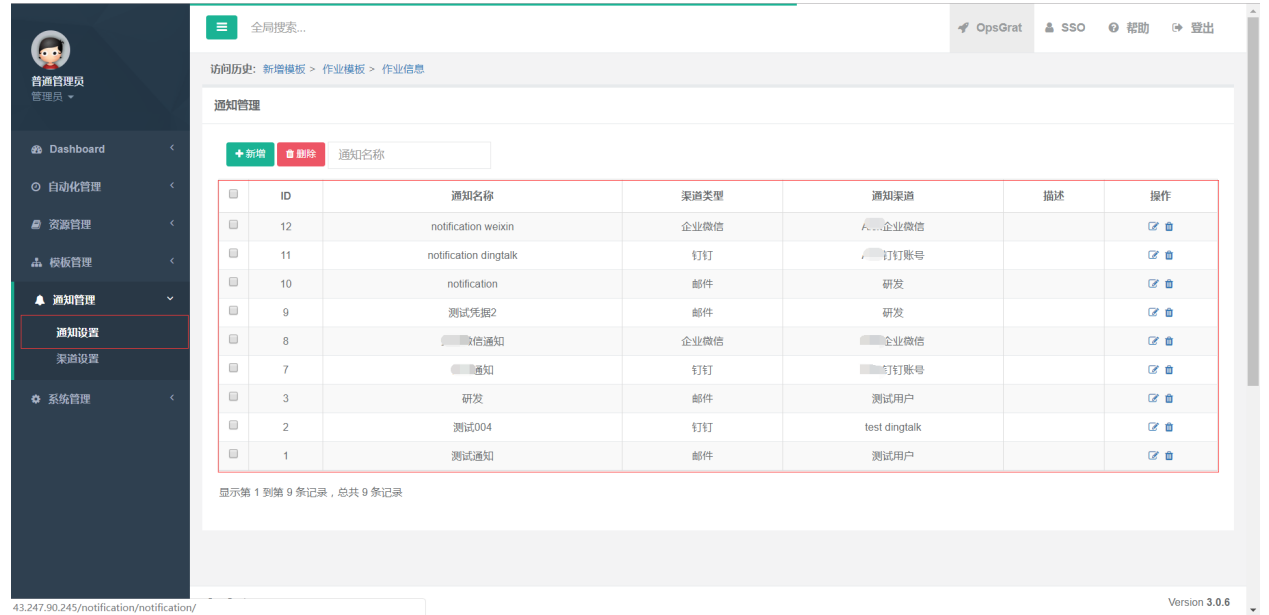 全局搜索...
OpsGrat SSO 帮助 登出
普通管理员
管理员
访问历史: 新增模板 > 作业模板 > 作业信息
通知管理
Dashboard
自动化管理
资源管理
模板管理
通知管理
通知设置
渠道设置
系统管理
新增 删除 通知名称
ID 通知名称 渠道类型 通知渠道 描述 操作
12 notification weixin 企业微信 企业微信
11 notification dingtalk 钉钉 钉钉账号
10 notification 邮件 研发
9 测试凭据2 邮件 研发
8 微信通知 企业微信 企业微信
7 通知 钉钉 钉钉账号
3 研发 邮件 测试用户
2 测试004 钉钉 test dingtalk
1 测试通知 邮件 测试用户
显示第 1 到第 9 条记录，总共 9 条记录
43.247.90.245/notification/notification/
Version 3.0.6